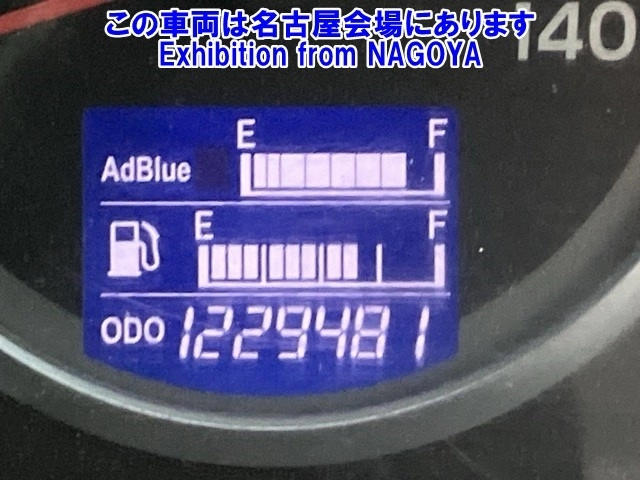 この車両は名古屋会場にあります
Exhibition from NAGOYA
140
E F
AdBlue
E F
ODO 1229481